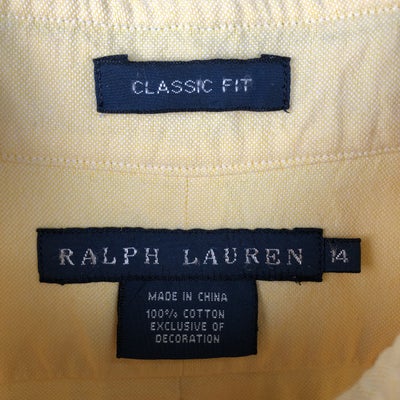 CLASSIC FIT
RALPH LAUREN 14
MADE IN CHINA
100% COTTON
EXCLUSIVE OF
DECORATION